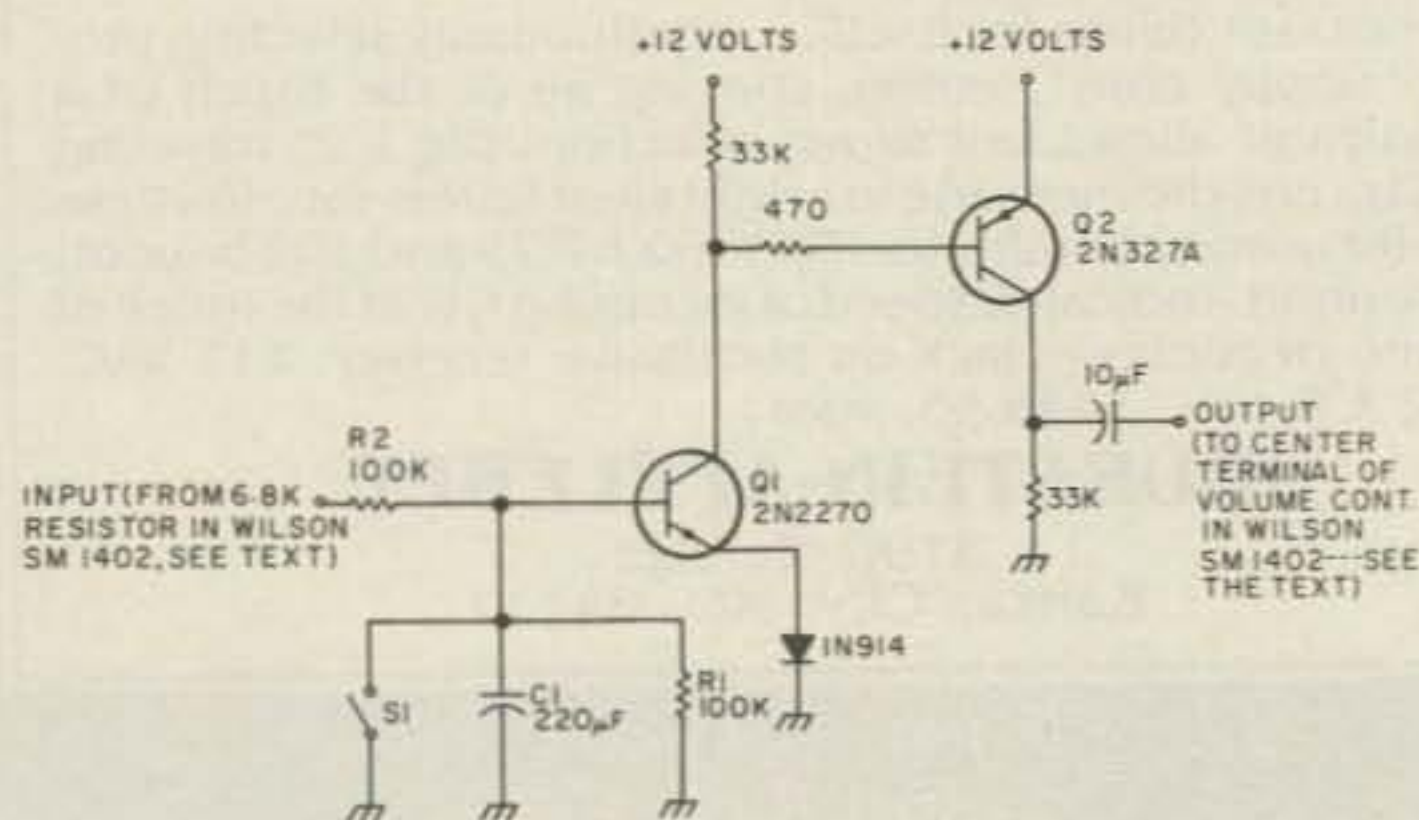 +12 VOLTS
+12 VOLTS
33K
470
Q2
2N327A
10µF
OUTPUT
(TO CENTER
TERMINAL OF
VOLUME CONT.
IN WILSON
SM 1402---SEE
THE TEXT)
33K
R2
100K
INPUT(FROM 6.8K
RESISTOR IN WILSON
SM 1402, SEE TEXT)
Q1
2N2270
1N914
S1
C1
220µF
R1
100K